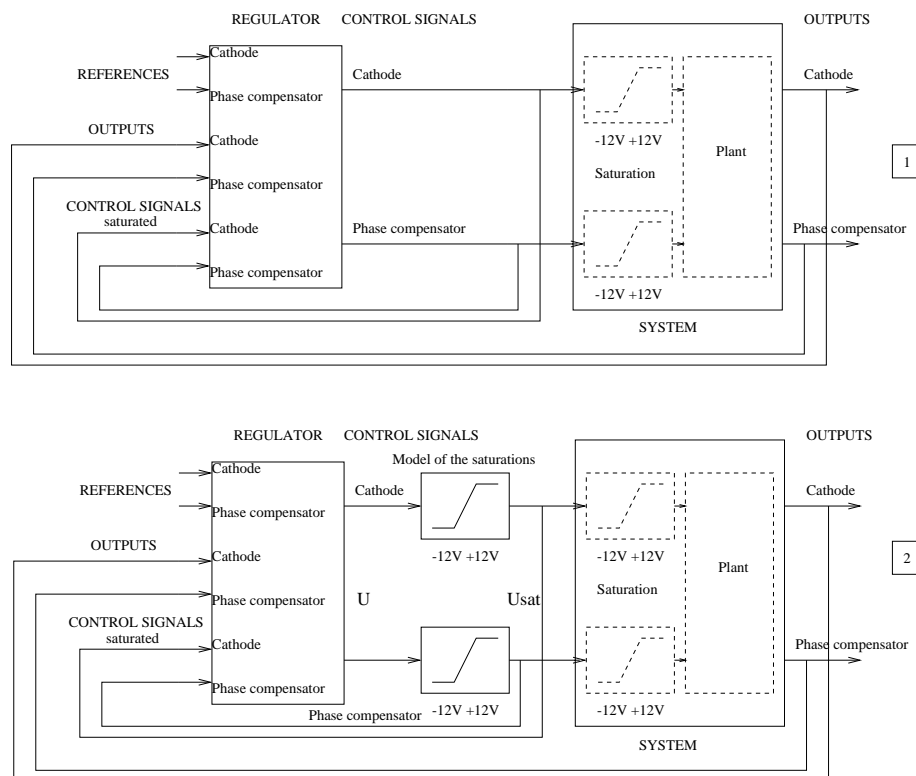 REGULATOR CONTROL SIGNALS OUTPUTS
Cathode Cathode Cathode
REFERENCES
Phase compensator
OUTPUTS
Cathode
-12V +12V
Plant
1
Phase compensator
Saturation
CONTROL SIGNALS
saturated
Cathode
Phase compensator
Phase compensator
Phase compensator
-12V +12V
SYSTEM
REGULATOR CONTROL SIGNALS OUTPUTS
Model of the saturations
Cathode
REFERENCES
Cathode
Cathode
Phase compensator
OUTPUTS
Cathode
-12V +12V
-12V +12V
2
Plant
Phase compensator
U
Usat
Saturation
CONTROL SIGNALS
saturated
Cathode
Phase compensator
Phase compensator
Phase compensator
-12V +12V
-12V +12V
SYSTEM